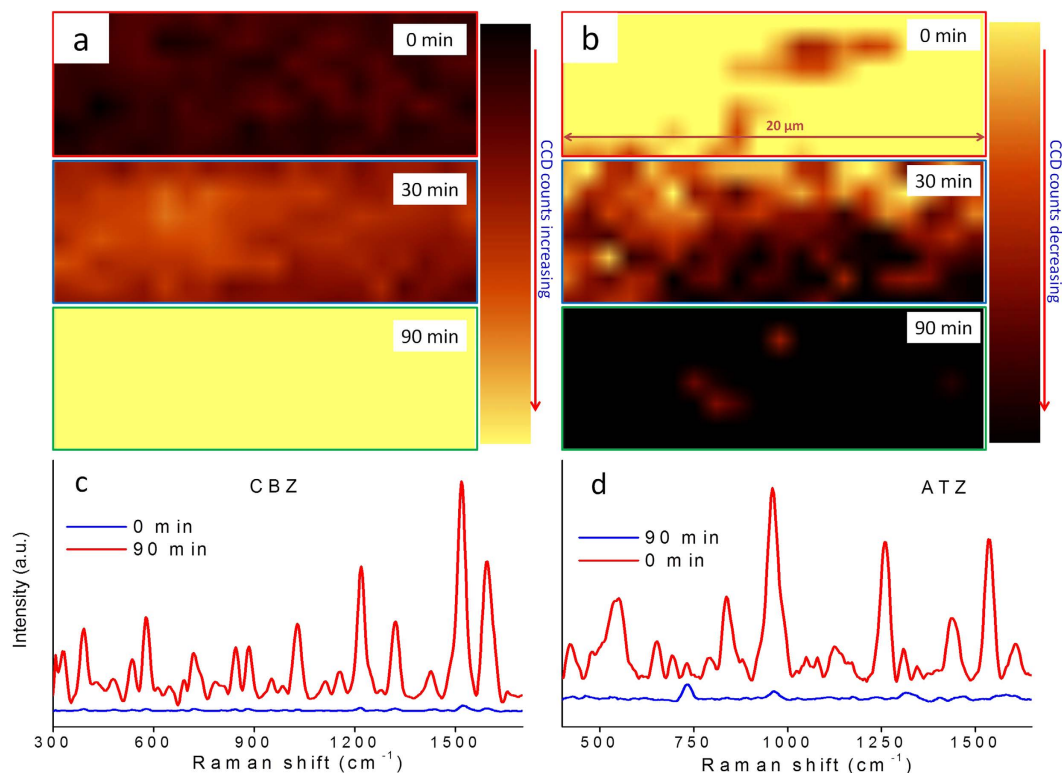 a
0 min
30 min
90 min
CCD counts increasing
b
0 min
20 μm
30 min
90 min
CCD counts decreasing
c
CBZ
0 min
90 min
Intensity (a.u.)
300 600 900 1200 1500
Raman shift (cm⁻¹)
d
ATZ
90 min
0 min
500 750 1000 1250 1500
Raman shift (cm⁻¹)